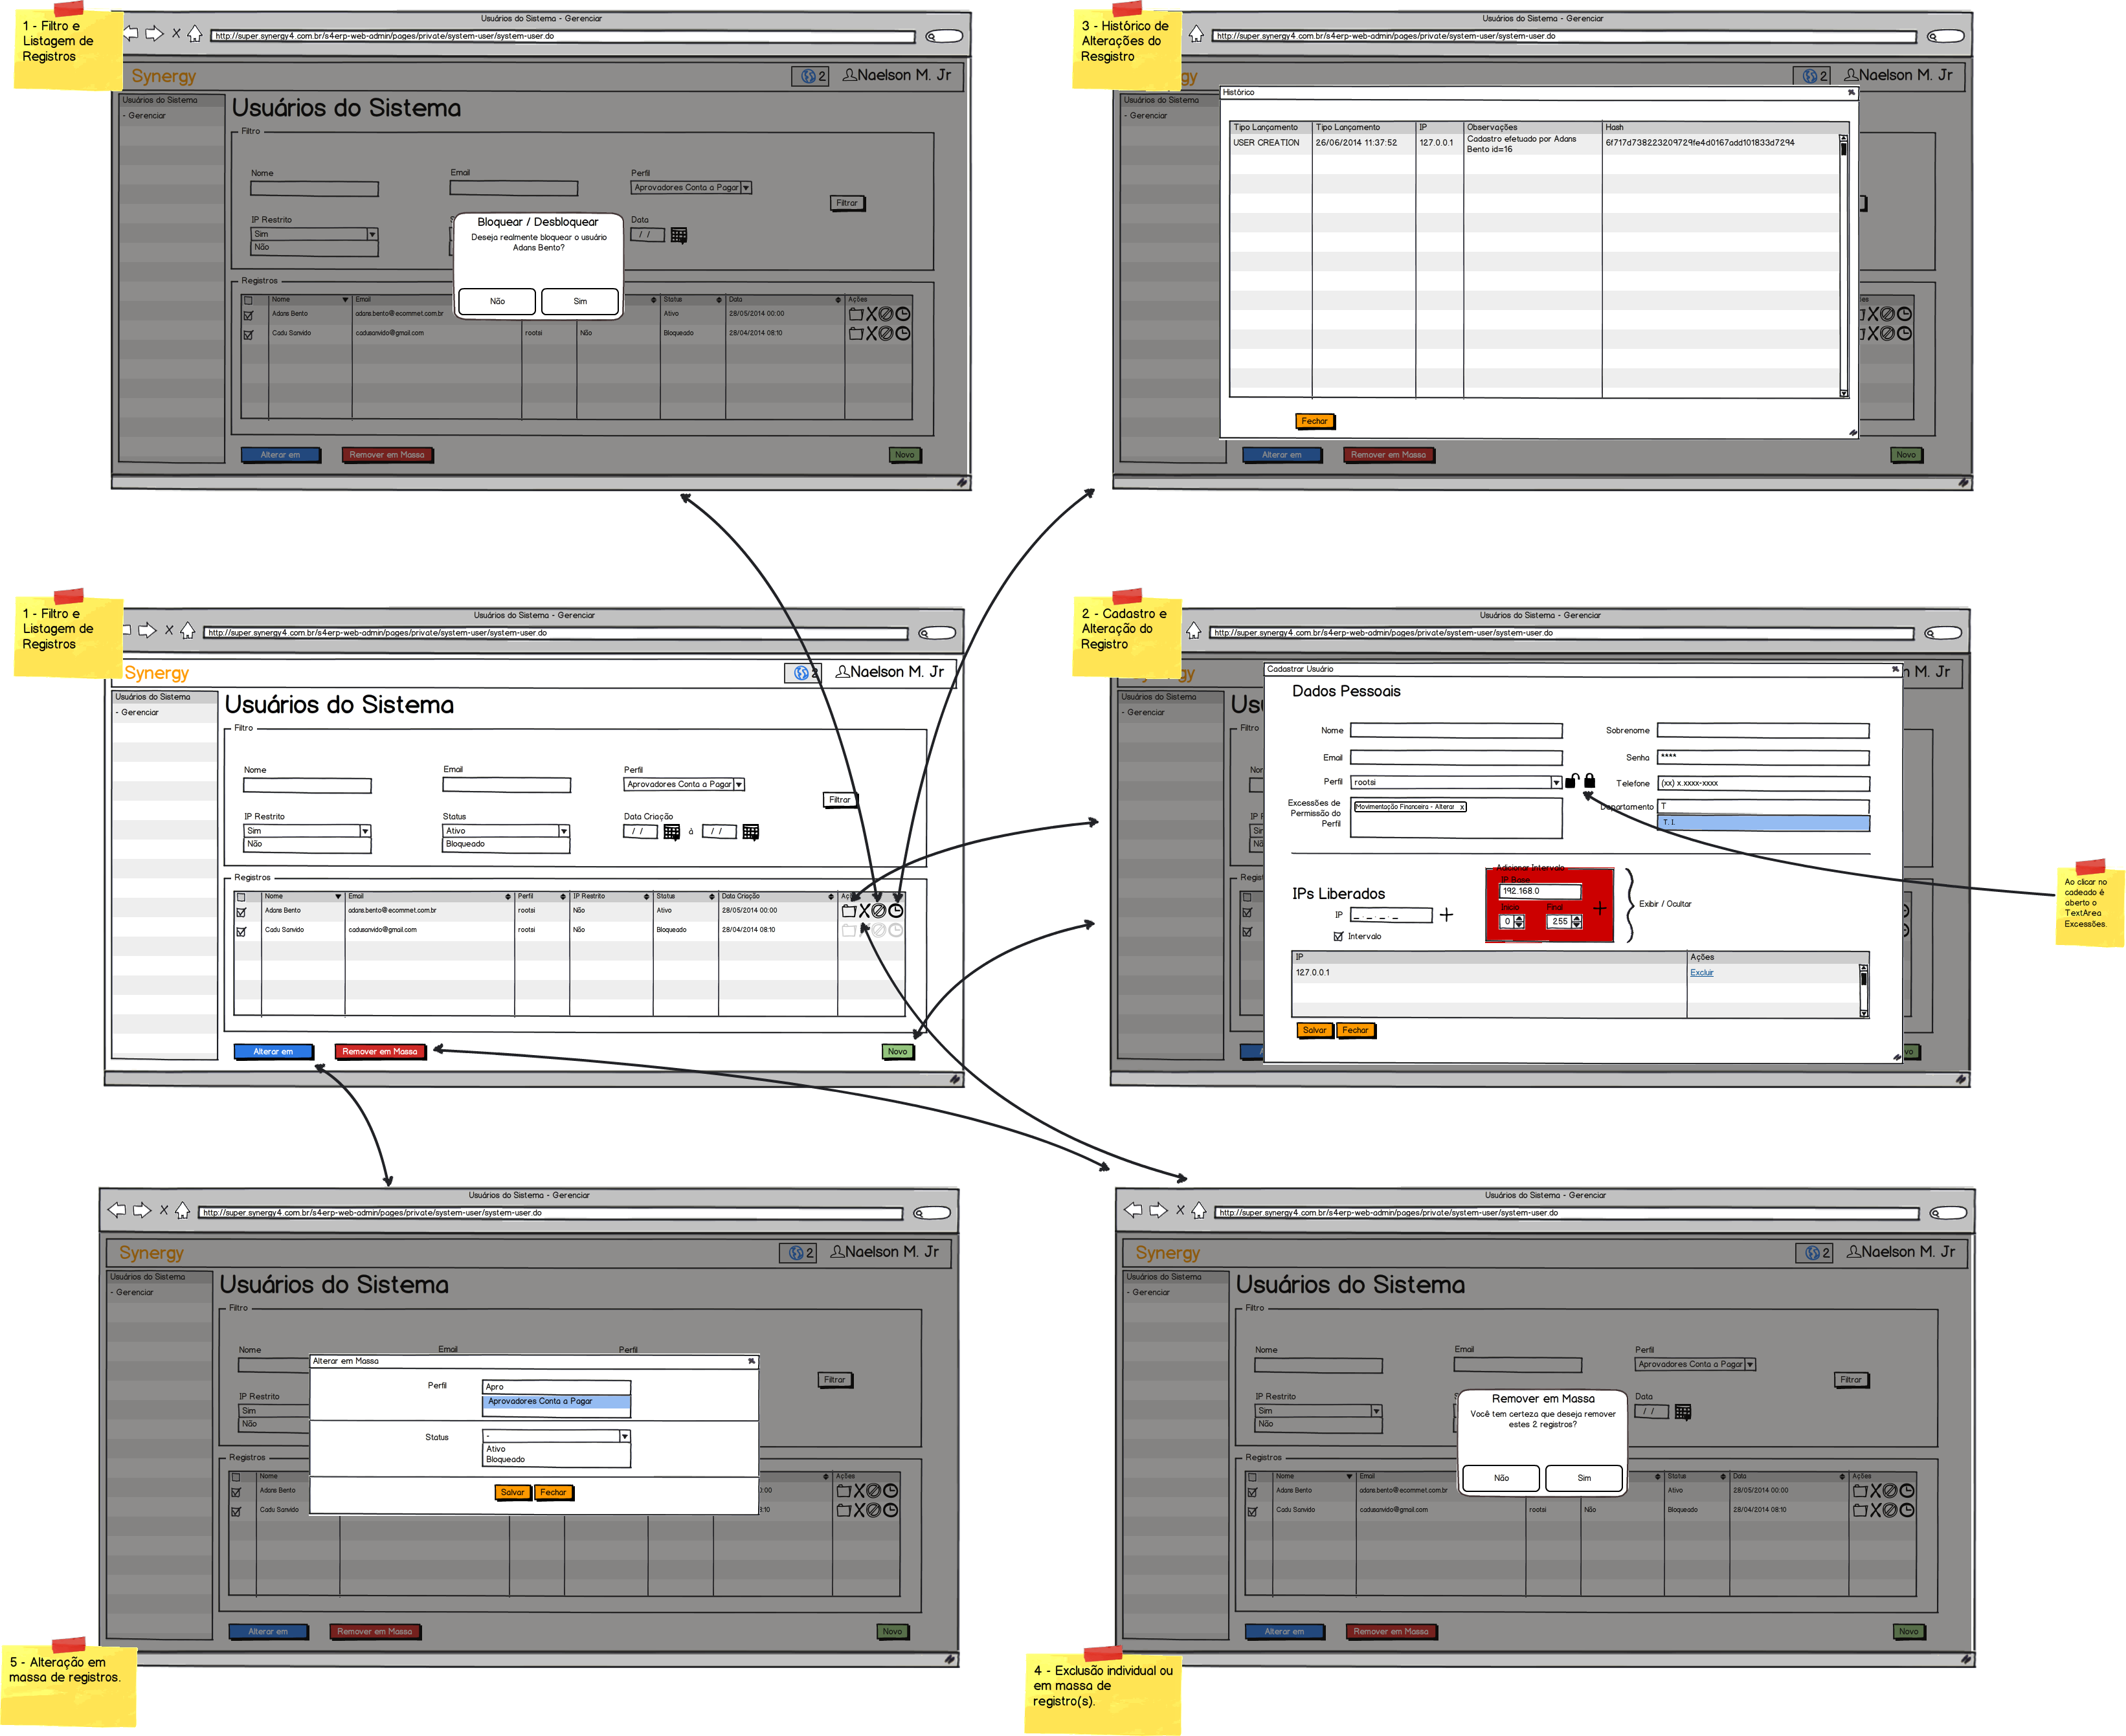 1 - Filtro e
Listagem de
Registros
Usuários do Sistema - Gerenciar
http://super.synergy4.com.br/s4erp-web-admin/pages/private/system-user/system-user.do
Synergy
2
Naelson M. Jr
Usuários do Sistema
- Gerenciar
Usuários do Sistema
Filtro
Nome
Email
Perfil
Aprovadores Conta a Pagar
Filtrar
IP Restrito
Sim
Não
Data
/ /
Bloquear / Desbloquear
Deseja realmente bloquear o usuário
Adans Bento?
Não
Sim
Registros
Nome Email Status Data Ações
Adans Bento adans.bento@ecommet.com.br Ativo 28/05/2014 00:00
Cadu Sanvido cadusanvido@gmail.com rootsi Não Bloqueado 28/04/2014 08:10
Alterar em
Remover em Massa
Novo
3 - Histórico de
Alterações do
Resgistro
Usuários do Sistema - Gerenciar
http://super.synergy4.com.br/s4erp-web-admin/pages/private/system-user/system-user.do
gy
2
Naelson M. Jr
Usuários do Sistema
- Gerenciar
Histórico
Tipo Lançamento Tipo Lançamento IP Observações Hash
USER CREATION 26/06/2014 11:37:52 127.0.0.1 Cadastro efetuado por Adans
Bento id=16
6f717d738223209729fe4d0167add101833d7294
Fechar
Alterar em
Remover em Massa
Novo
1 - Filtro e
Listagem de
Registros
Usuários do Sistema - Gerenciar
http://super.synergy4.com.br/s4erp-web-admin/pages/private/system-user/system-user.do
Synergy
2
Naelson M. Jr
Usuários do Sistema
- Gerenciar
Usuários do Sistema
Filtro
Nome
Email
Perfil
Aprovadores Conta a Pagar
Filtrar
IP Restrito
Sim
Não
Status
Ativo
Bloqueado
Data Criação
/ / á / /
Registros
Nome Email Perfil IP Restrito Status Data Criação
Adans Bento adans.bento@ecommet.com.br rootsi Não Ativo 28/05/2014 00:00
Cadu Sanvido cadusanvido@gmail.com rootsi Não Bloqueado 28/04/2014 08:10
Alterar em
Remover em Massa
Novo
2 - Cadastro e
Alteração do
Registro
Usuários do Sistema - Gerenciar
http://super.synergy4.com.br/s4erp-web-admin/pages/private/system-user/system-user.do
gy
M. Jr
Usuários do Sistema
- Gerenciar
Filtro
Cadastrar Usuário
Dados Pessoais
Nome
Sobrenome
Email
Senha ****
Perfil rootsi
Telefone (xx) x xxxx-xxxx
Excessões de
Permissão do
Perfil
Movimentação Financeira - Alterar x
Departamento T
T. I.
IPs Liberados
IP _._._._ +
Intervalo
Adicionar Intervalo
IP Base
192.168.0
Inicio Final
0 255 +
Exibir / Ocultar
IP Ações
127.0.0.1 Excluir
Salvar Fechar
Ao clicar no
cadeado é
aberto o
TextArea
Excessões.
Usuários do Sistema - Gerenciar
http://super.synergy4.com.br/s4erp-web-admin/pages/private/system-user/system-user.do
Synergy
2
Naelson M. Jr
Usuários do Sistema
- Gerenciar
Usuários do Sistema
Filtro
Nome
Email
Perfil
Filtrar
IP Restrito
Sim
Não
Alterar em Massa
Perfil
Apro
Aprovadores Conta a Pagar
Status
-
Ativo
Bloqueado
Salvar Fechar
Registros
Nome Ações
Adans Bento
Cadu Sanvido
Alterar em
Remover em Massa
Novo
5 - Alteração em
massa de registros.
Usuários do Sistema - Gerenciar
http://super.synergy4.com.br/s4erp-web-admin/pages/private/system-user/system-user.do
Synergy
2
Naelson M. Jr
Usuários do Sistema
- Gerenciar
Usuários do Sistema
Filtro
Nome
Email
Perfil
Aprovadores Conta a Pagar
Filtrar
IP Restrito
Sim
Não
Data
/ /
Remover em Massa
Você tem certeza que deseja remover
estes 2 registros?
Não
Sim
Registros
Nome Email Status Data Ações
Adans Bento adans.bento@ecommet.com.br Ativo 28/05/2014 00:00
Cadu Sanvido cadusanvido@gmail.com rootsi Não Bloqueado 28/04/2014 08:10
Alterar em
Remover em Massa
Novo
4 - Exclusão individual ou
em massa de
registro(s).